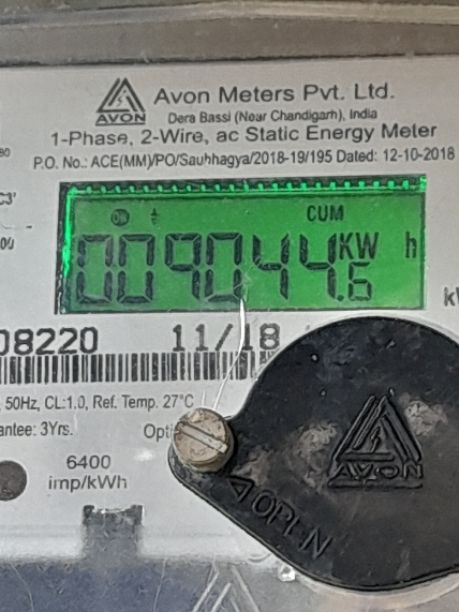 AVON
Avon Meters Pvt. Ltd.
Dera Bassi (Near Chandigarh), India
1-Phase, 2-Wire, ac Static Energy Meter
P.O. No.: ACE(MM)/PO/Sauhhagya/2018-19/195 Dated: 12-10-2018
CUM
009044.6 KW h
08220 11/18
50Hz, CL:1.0, Ref. Temp. 27°C
antee: 3Yrs. Opti
6400
imp/kWh
AVON
OPEN